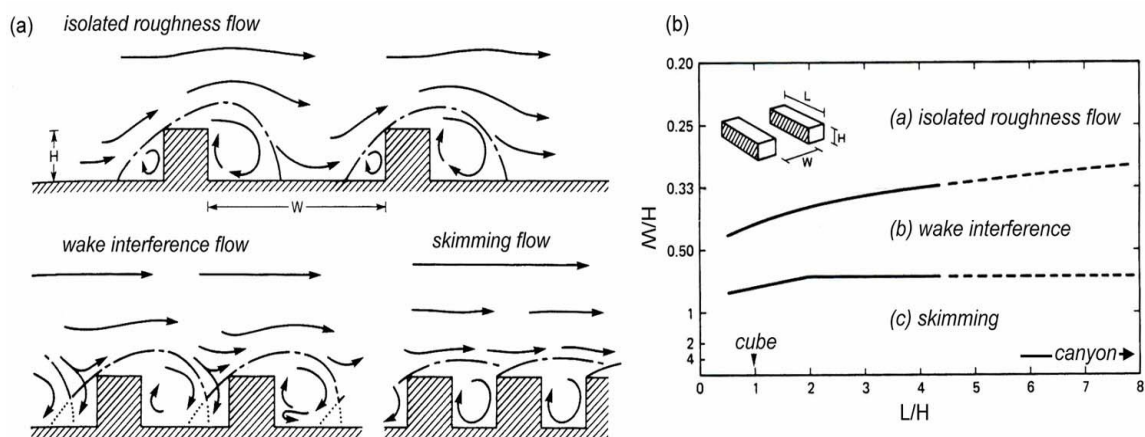 (a)
isolated roughness flow
H
W
wake interference flow
skimming flow
(b)
0.20
0.25
0.33
0.50
1
2
4
W/H
L
H
W
(a) isolated roughness flow
(b) wake interference
(c) skimming
cube
canyon
0 1 2 3 4 5 6 7 8
L/H